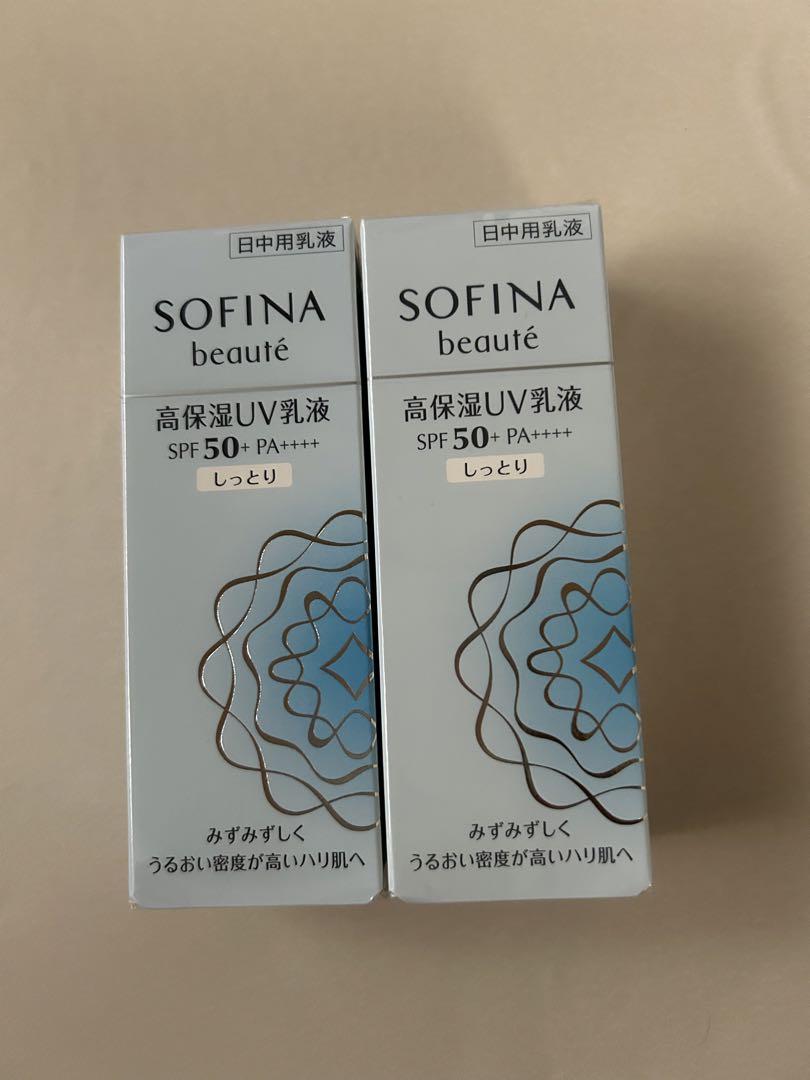 日中用乳液
SOFINA
beauté
高保湿UV乳液
SPF 50+ PA++++
しっとり
みずみずしく
うるおい密度が高いハリ肌へ
日中用乳液
SOFINA
beauté
高保湿UV乳液
SPF 50+ PA++++
しっとり
みずみずしく
うるおい密度が高いハリ肌へ